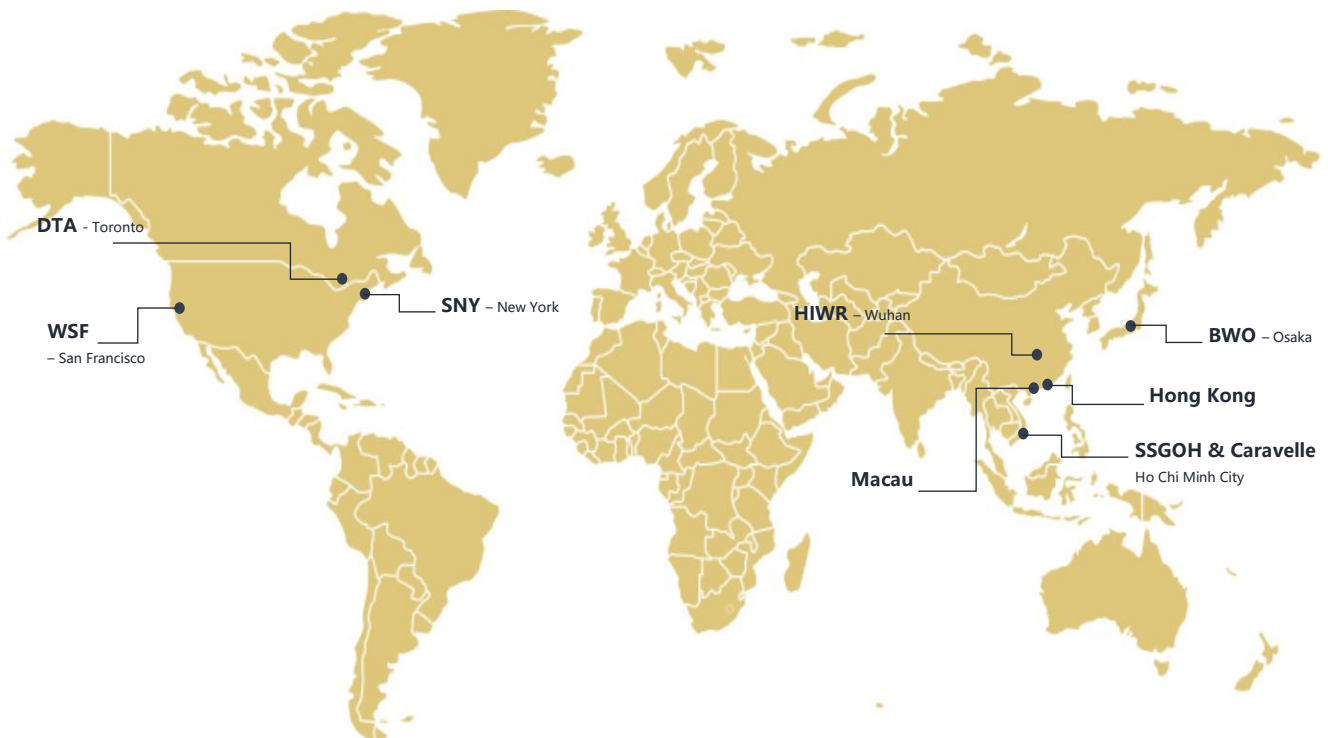 DTA - Toronto
SNY – New York
WSF
– San Francisco
HIWR – Wuhan
BWO – Osaka
Hong Kong
SSGOH & Caravelle
Ho Chi Minh City
Macau